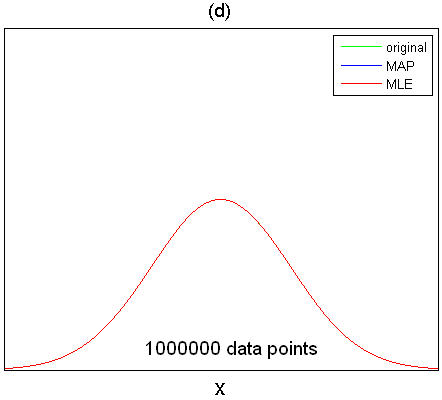 (d)
original
MAP
MLE
1000000 data points
X